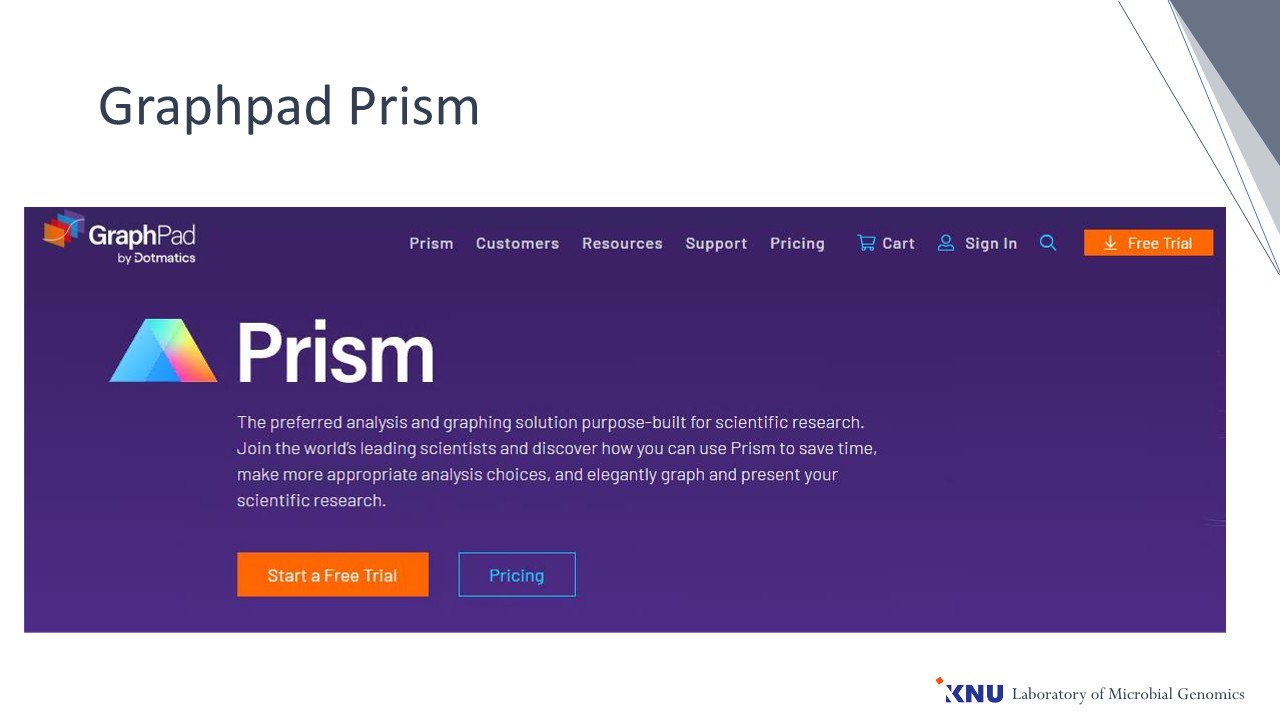 Graphpad Prism
GraphPad
by Dotmatics
Prism Customers Resources Support Pricing Cart Sign In Free Trial
Prism
The preferred analysis and graphing solution purpose-built for scientific research.
Join the world's leading scientists and discover how you can use Prism to save time,
make more appropriate analysis choices, and elegantly graph and present your
scientific research.
Start a Free Trial Pricing
KNU Laboratory of Microbial Genomics